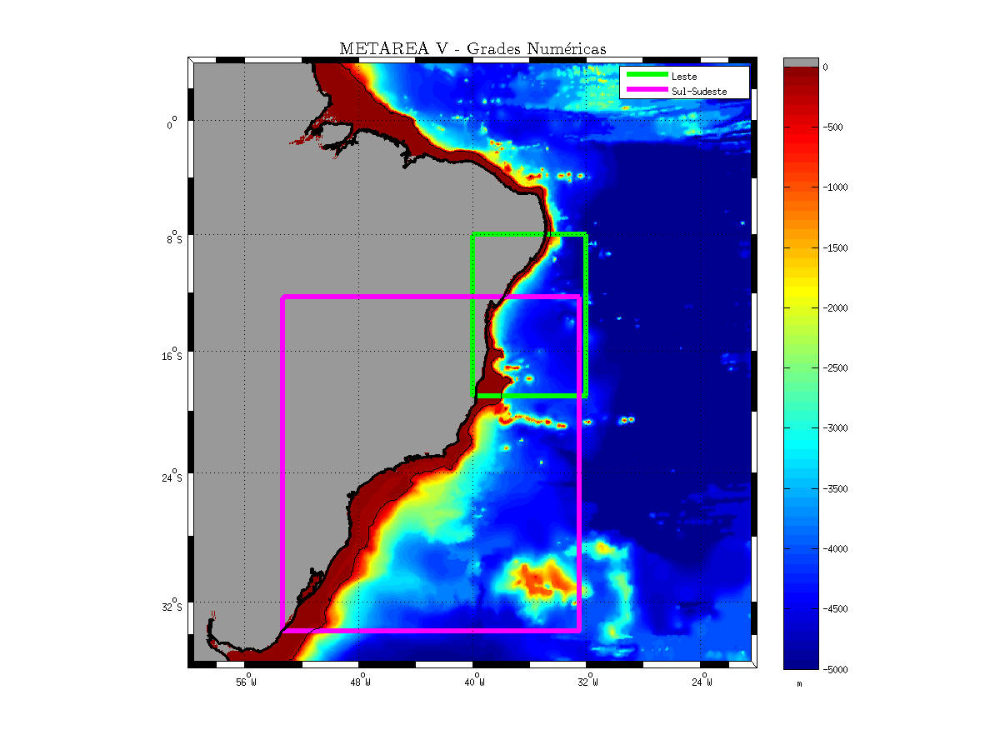 METAREA V - Grades Numéricas
Leste
Sul-Sudeste
0°
8°S
16°S
24°S
32°S
56°W
48°W
40°W
32°W
24°W
0
-500
-1000
-1500
-2000
-2500
-3000
-3500
-4000
-4500
-5000
m